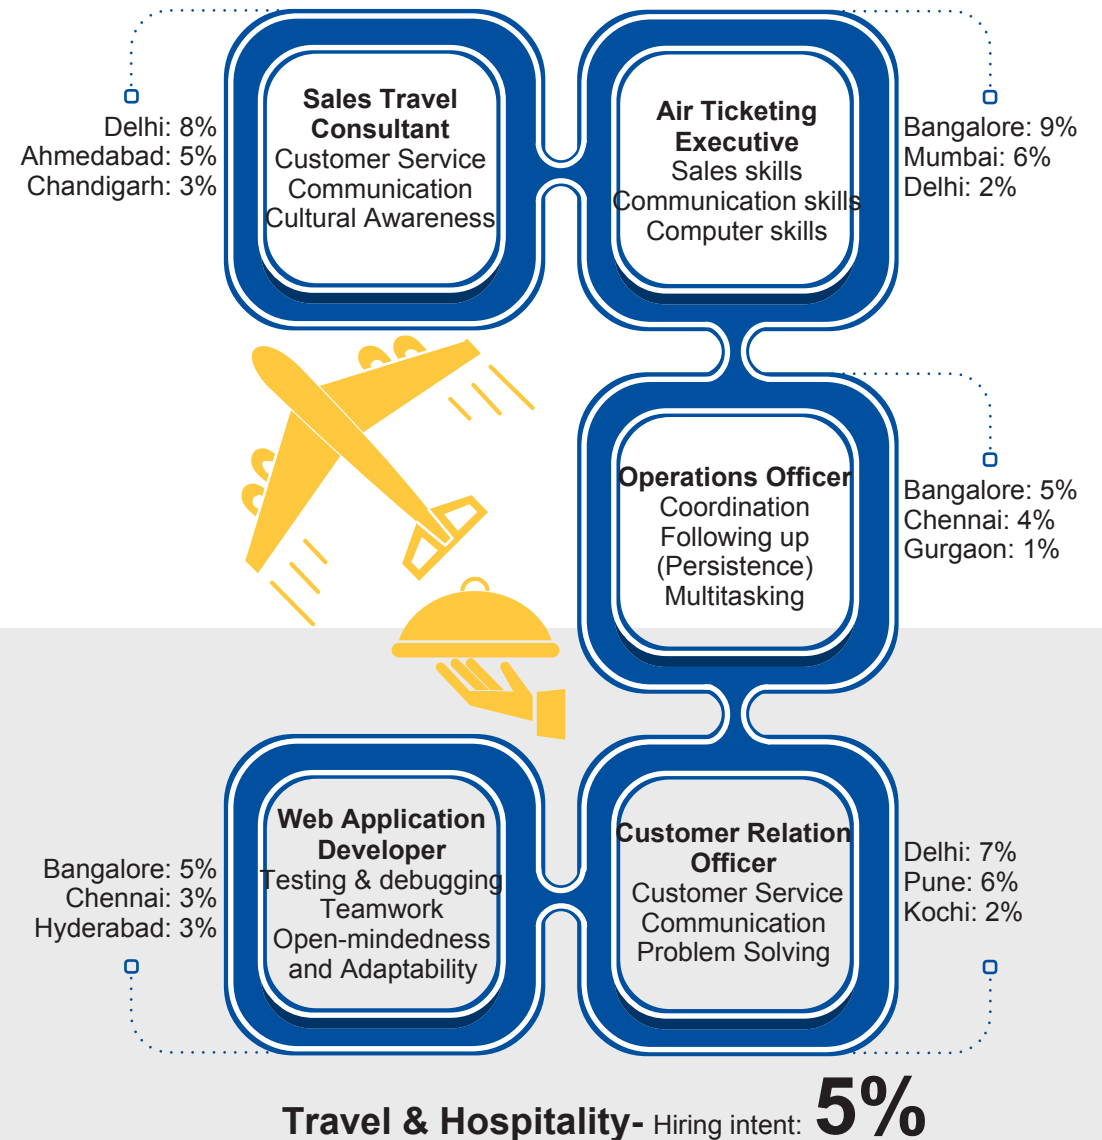 Sales Travel
Consultant
Customer Service
Communication
Cultural Awareness
Delhi: 8%
Ahmedabad: 5%
Chandigarh: 3%
Air Ticketing
Executive
Sales skills
Communication skills
Computer skills
Bangalore: 9%
Mumbai: 6%
Delhi: 2%
Operations Officer
Coordination
Following up
(Persistence)
Multitasking
Bangalore: 5%
Chennai: 4%
Gurgaon: 1%
Web Application
Developer
Testing & debugging
Teamwork
Open-mindedness
and Adaptability
Bangalore: 5%
Chennai: 3%
Hyderabad: 3%
Customer Relation
Officer
Customer Service
Communication
Problem Solving
Delhi: 7%
Pune: 6%
Kochi: 2%
Travel & Hospitality- Hiring intent: 5%